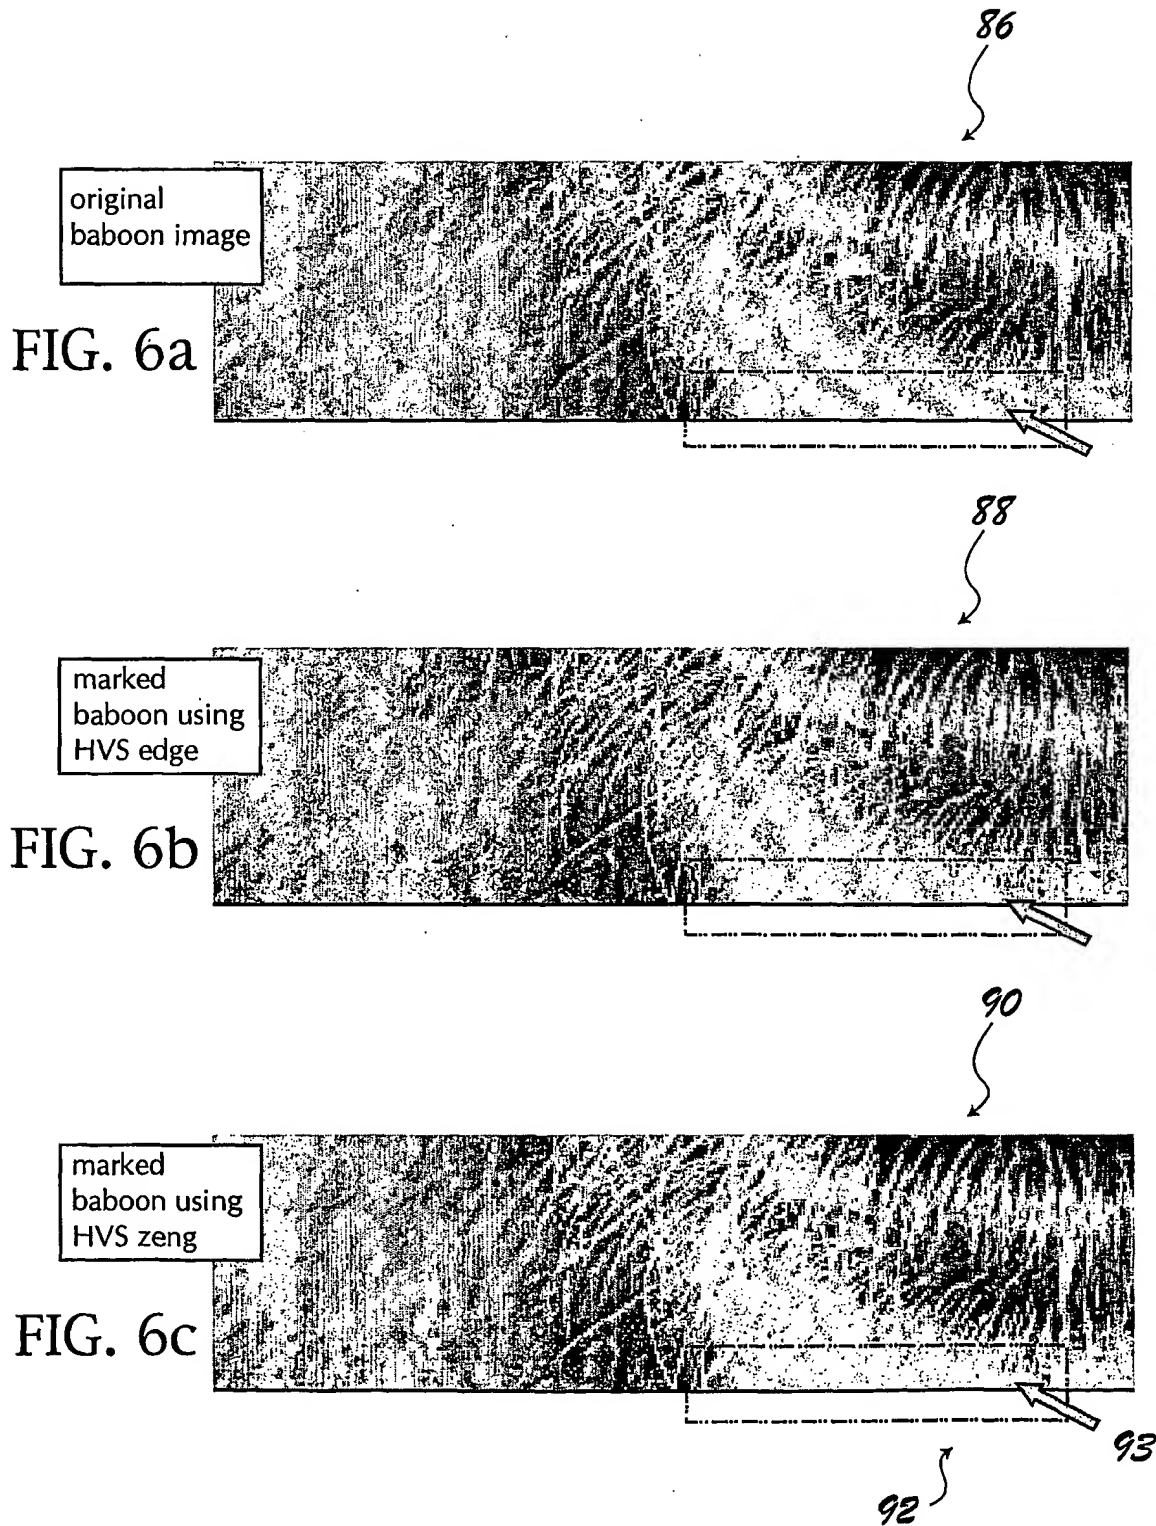 86
original
baboon image
FIG. 6a
88
marked
baboon using
HVS edge
FIG. 6b
90
marked
baboon using
HVS zeng
FIG. 6c
93
92